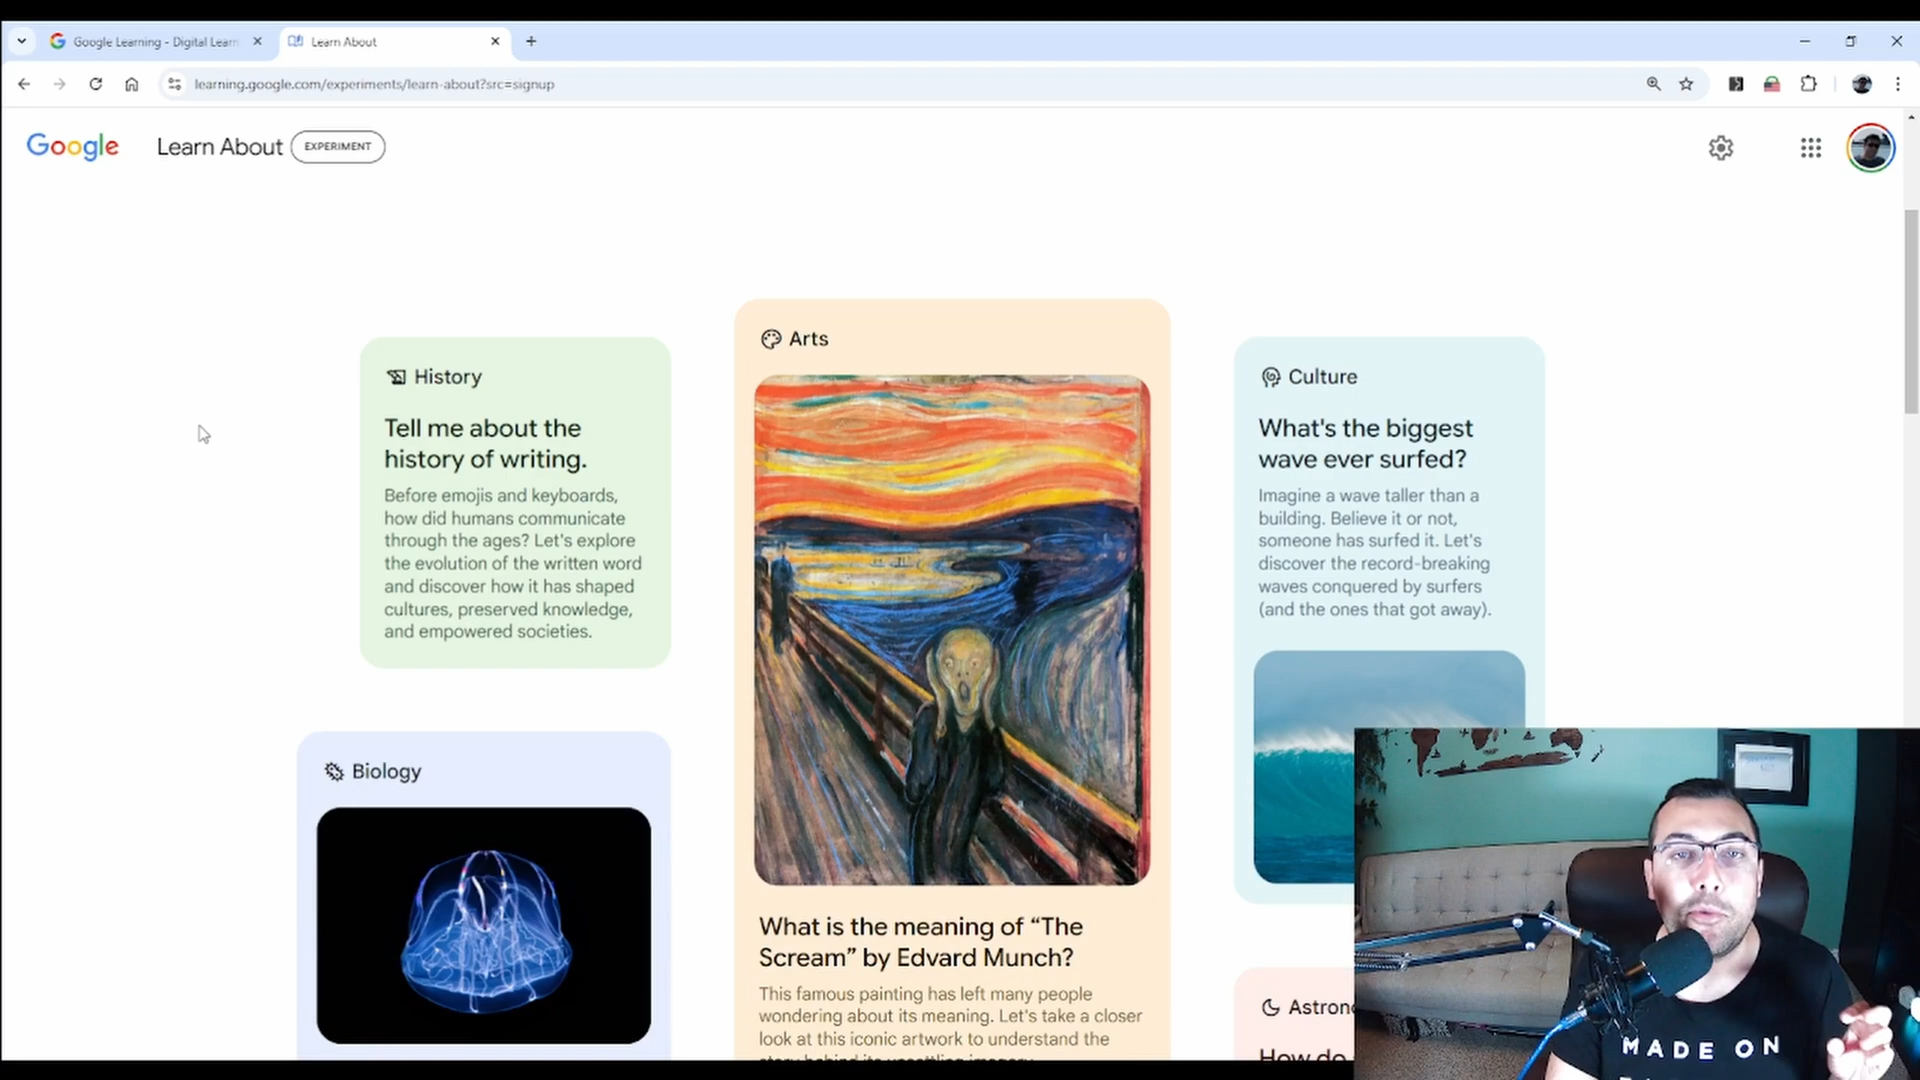 Google Learning - Digital Learn
Learn About
learning.google.com/experiments/learn-about?src=signup
Google
Learn About
EXPERIMENT
History
Tell me about the
history of writing.
Before emojis and keyboards,
how did humans communicate
through the ages? Let's explore
the evolution of the written word
and discover how it has shaped
cultures, preserved knowledge,
and empowered societies.
Biology
Arts
What is the meaning of “The
Scream” by Edvard Munch?
This famous painting has left many people
wondering about its meaning. Let's take a closer
look at this iconic artwork to understand the
Culture
What's the biggest
wave ever surfed?
Imagine a wave taller than a
building. Believe it or not,
someone has surfed it. Let's
discover the record-breaking
waves conquered by surfers
(and the ones that got away).
Astrono
How do
MADE ON